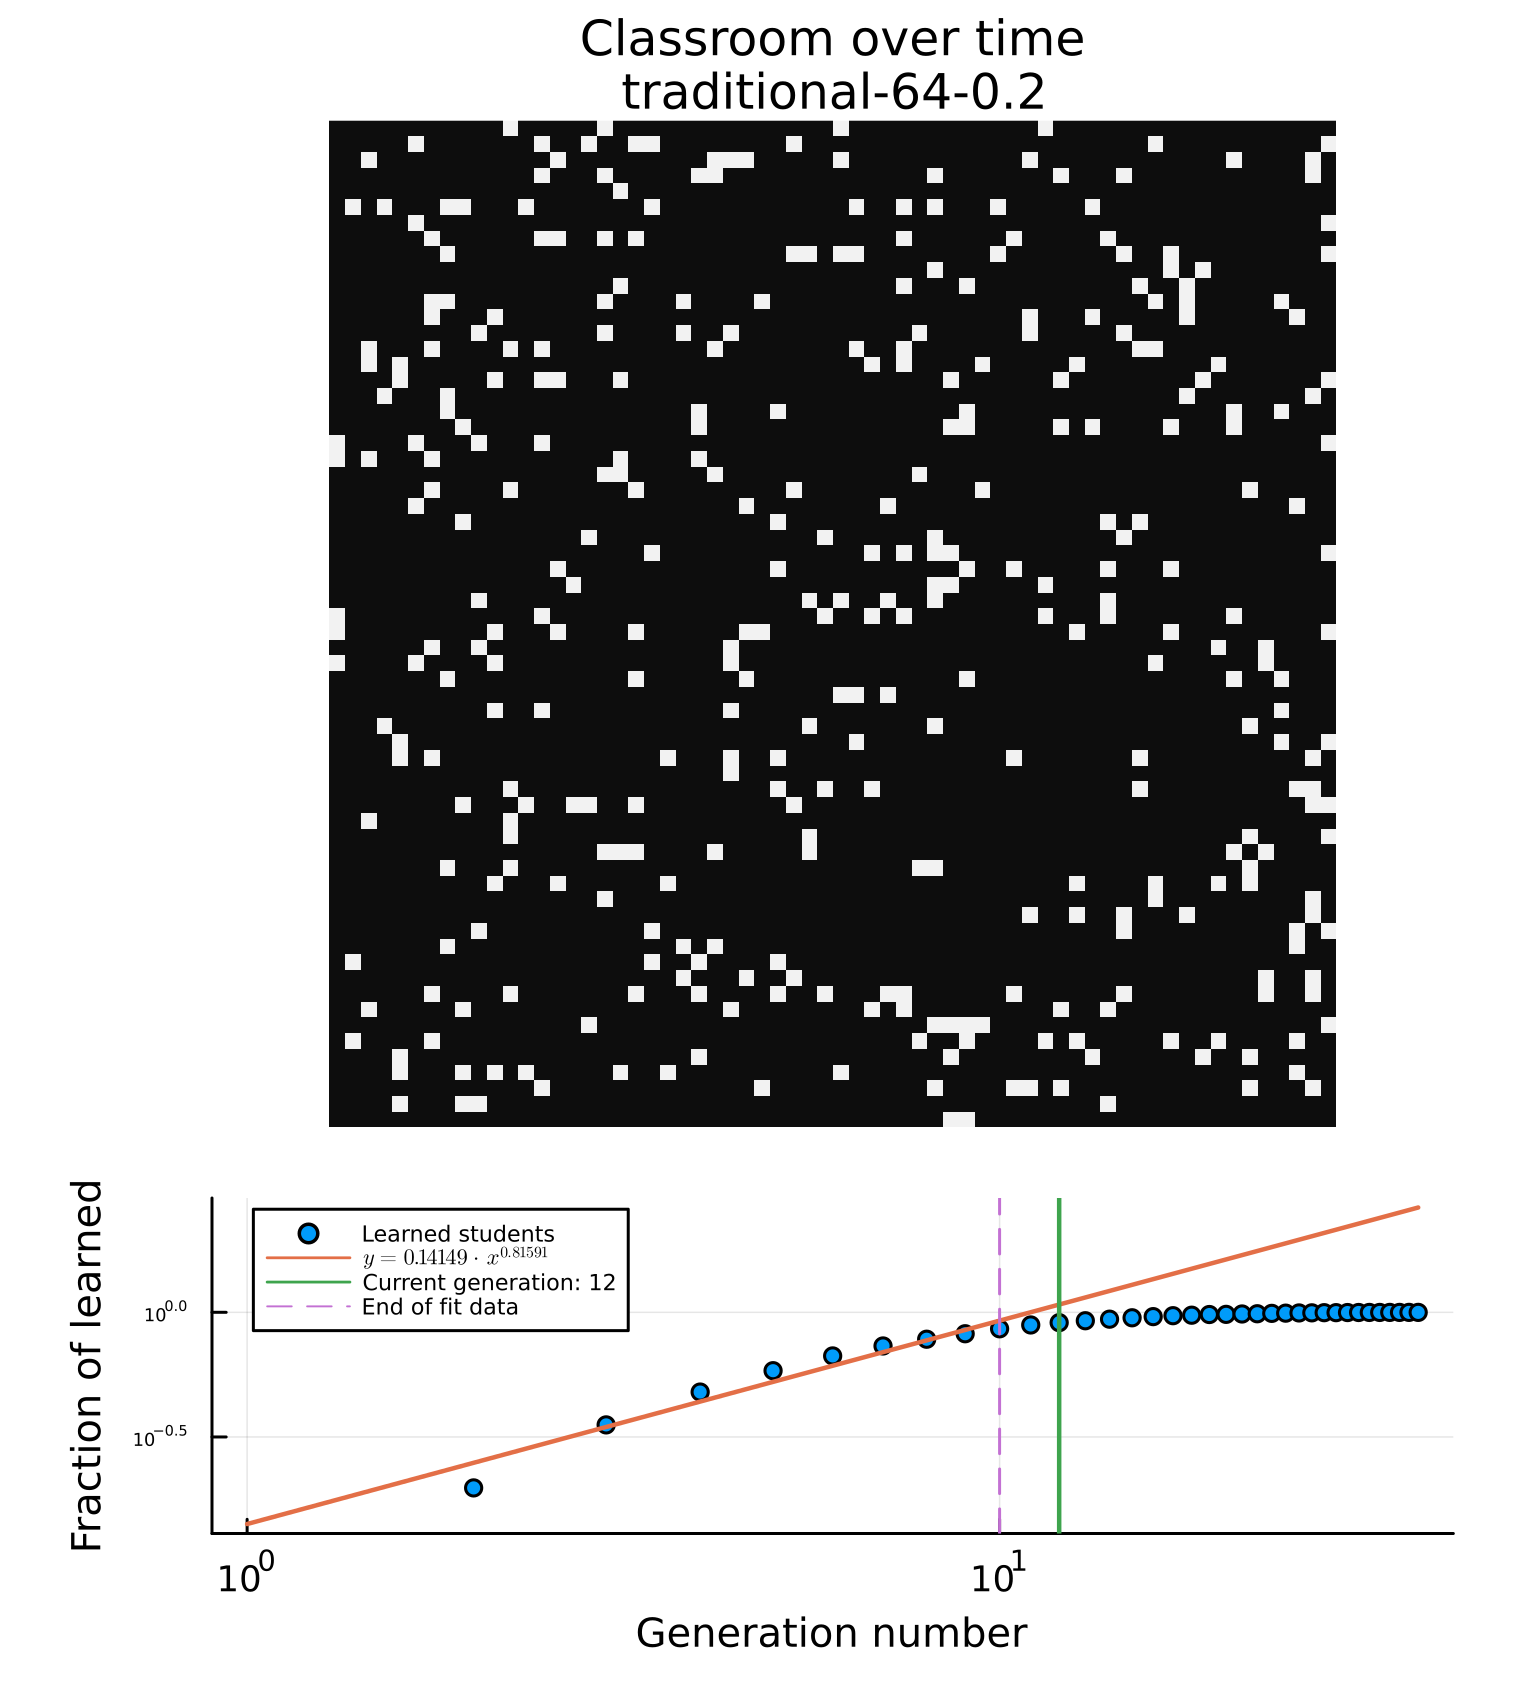 Classroom over time
traditional-64-0.2
Fraction of learned
Learned students
y = 0.14149 · x^0.81591
Current generation: 12
End of fit data
10^0.0
10^−0.5
10^0
10^1
Generation number